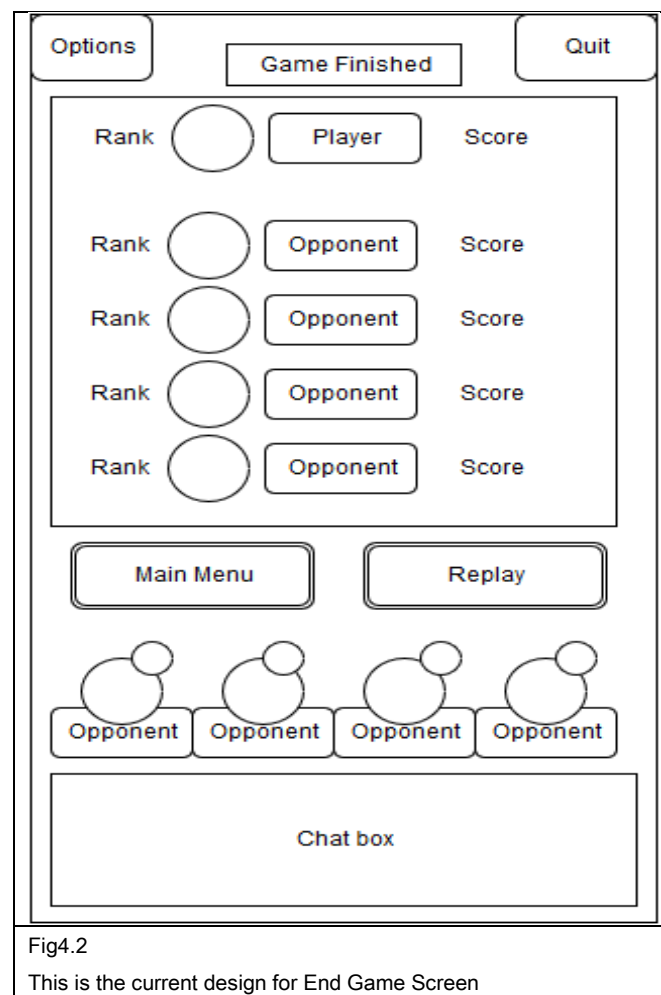 Options
Game Finished
Quit
Rank Player Score
Rank Opponent Score
Rank Opponent Score
Rank Opponent Score
Rank Opponent Score
Main Menu Replay
Opponent Opponent Opponent Opponent
Chat box
Fig4.2
This is the current design for End Game Screen